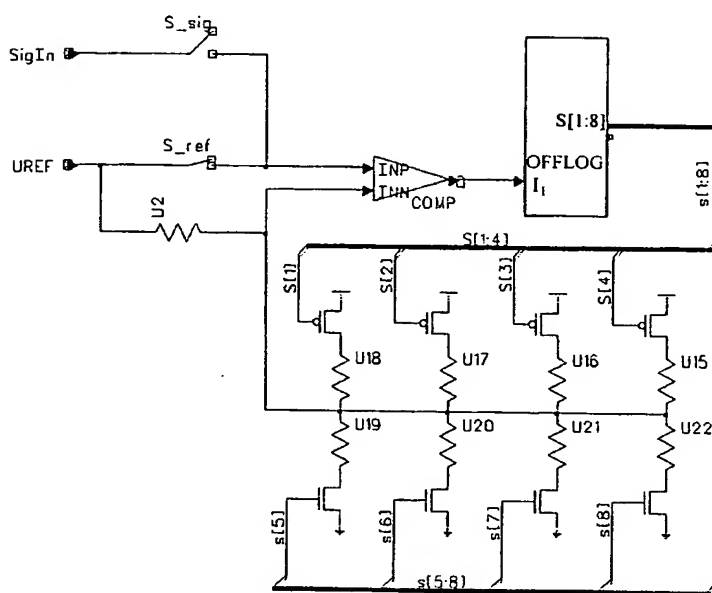 S_sig
SigIn
S[1:8]
S_ref
UREF
INP
OFFLOG
s[1:8]
INN
COMP
I1
U2
S[1:4]
S[1]
S[2]
S[3]
S[4]
U18
U17
U16
U15
U19
U20
U21
U22
s[5]
s[6]
s[7]
s[8]
s[5:8]